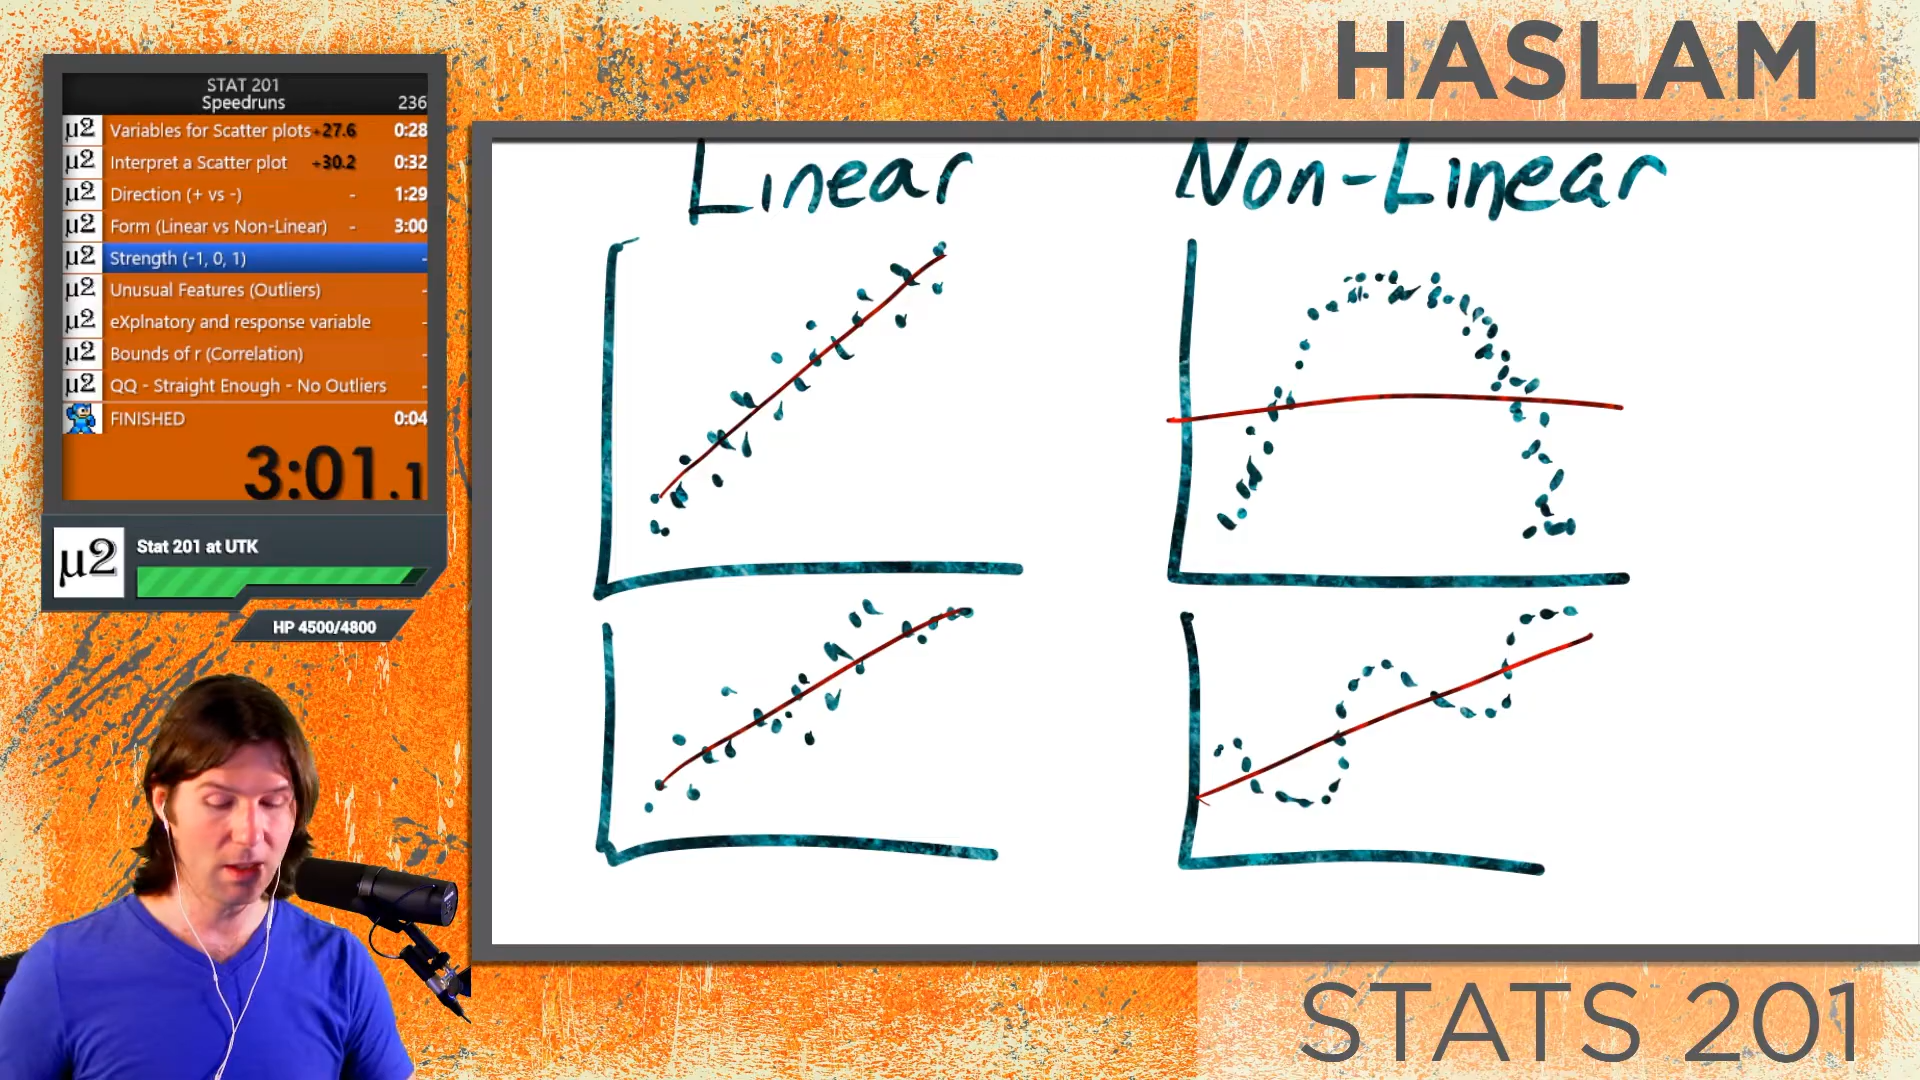 HASLAM
STAT 201
Speedruns 236
µ2 Variables for Scatter plots +27.6 0:28
µ2 Interpret a Scatter plot +30.2 0:32
µ2 Direction (+ vs -) - 1:29
µ2 Form (Linear vs Non-Linear) - 3:00
µ2 Strength (-1, 0, 1) -
µ2 Unusual Features (Outliers) -
µ2 eXplnatory and response variable -
µ2 Bounds of r (Correlation) -
µ2 QQ - Straight Enough - No Outliers -
FINISHED 0:04
3:01.1
µ2 Stat 201 at UTK
HP 4500/4800
Linear
Non-Linear
STATS 201